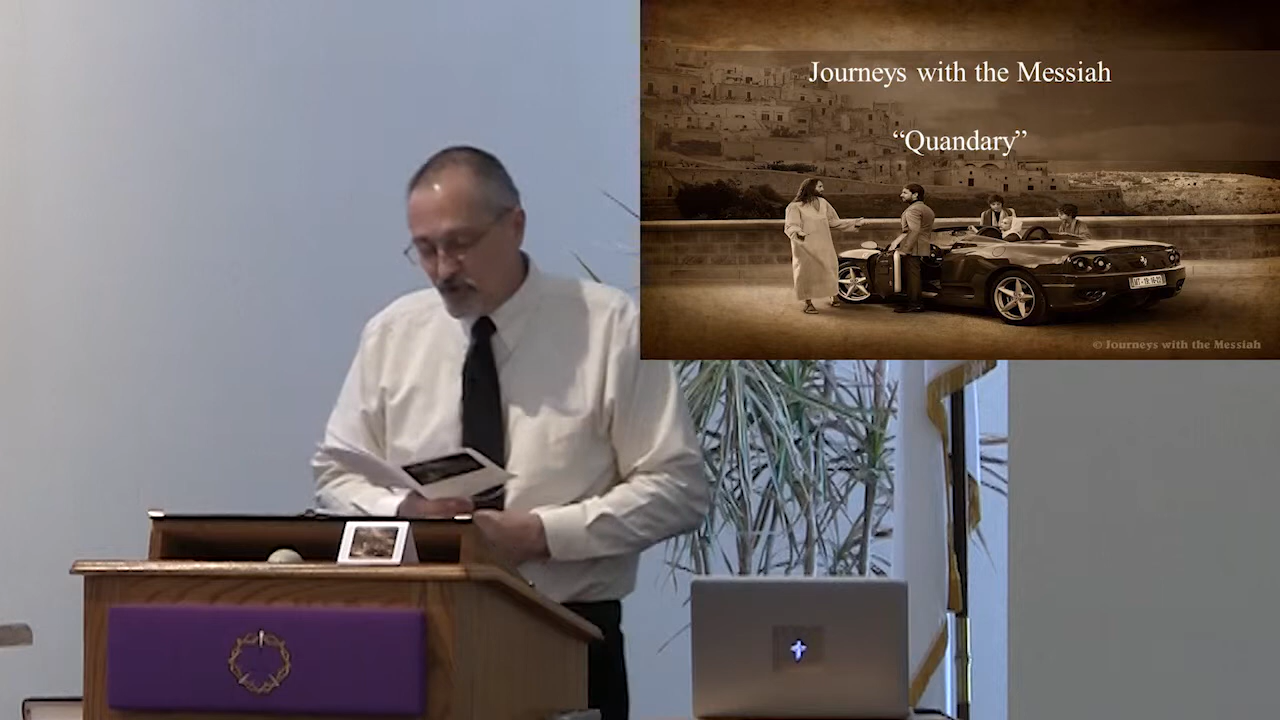 Journeys with the Messiah
“Quandary”
© Journeys with the Messiah